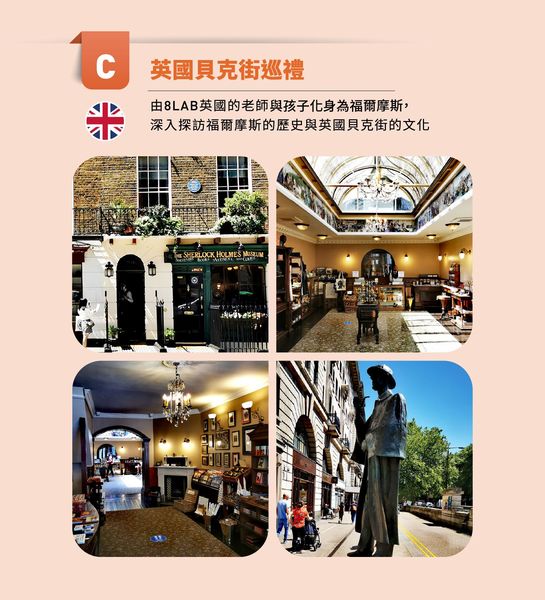 C
英國貝克街巡禮
由8LAB英國的老師與孩子化身為福爾摩斯,
深入探訪福爾摩斯的歷史與英國貝克街的文化
THE SHERLOCK HOLMES MUSEUM